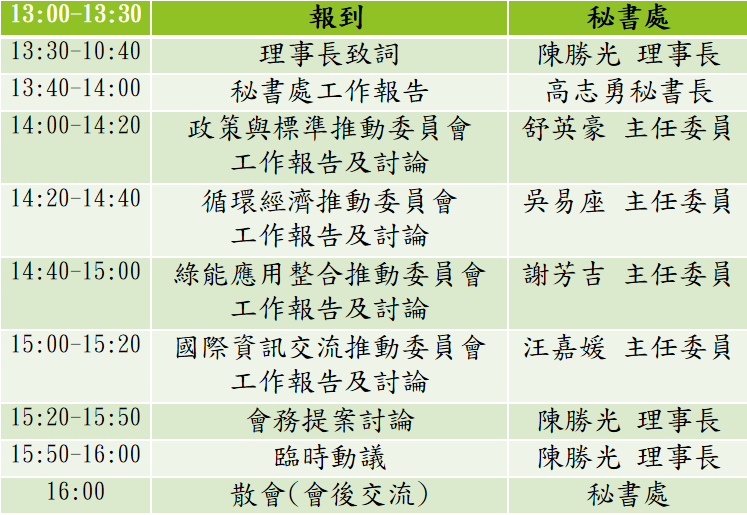 13:00-13:30 報到 秘書處
13:30-10:40 理事長致詞 陳勝光 理事長
13:40-14:00 秘書處工作報告 高志勇秘書長
14:00-14:20 政策與標準推動委員會 舒英豪 主任委員
工作報告及討論
14:20-14:40 循環經濟推動委員會 吳易座 主任委員
工作報告及討論
14:40-15:00 綠能應用整合推動委員會 謝芳吉 主任委員
工作報告及討論
15:00-15:20 國際資訊交流推動委員會 汪嘉媛 主任委員
工作報告及討論
15:20-15:50 會務提案討論 陳勝光 理事長
15:50-16:00 臨時動議 陳勝光 理事長
16:00 散會(會後交流) 秘書處